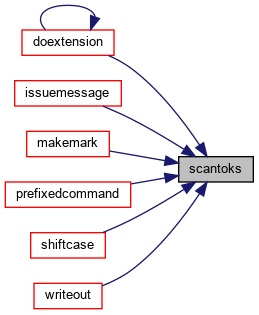 doextension
issuemessage
makemark
scantoks
prefixedcommand
shiftcase
writeout